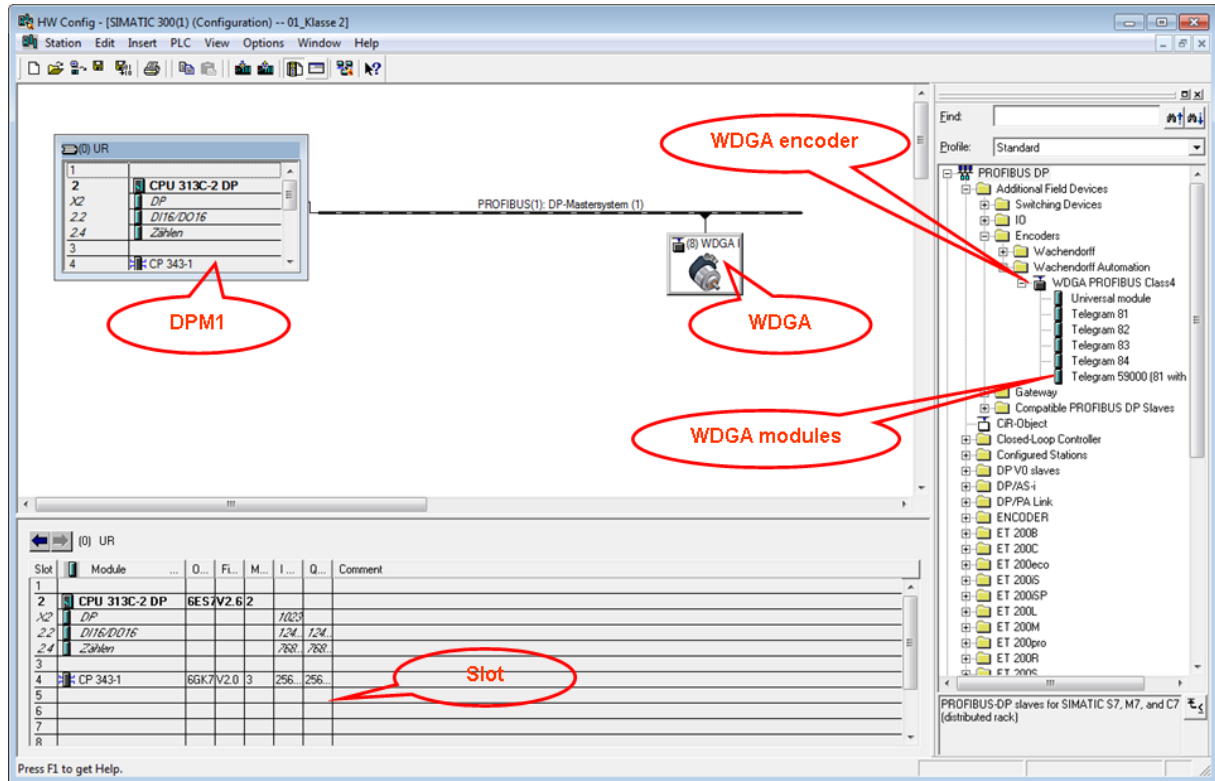 HW Config - [SIMATIC 300(1) (Configuration) -- 01_Klasse 2]
Station Edit Insert PLC View Options Window Help
(0) UR
1
2 CPU 313C-2 DP
X2 DP
2.2 DI16/DO16
2.4 Zählen
3
4 CP 343-1
DPM1
PROFIBUS(1): DP-Mastersystem (1)
(8) WDGA I
WDGA
WDGA encoder
WDGA modules
Find:
Profile: Standard
PROFIBUS DP
Additional Field Devices
Switching Devices
IO
Encoders
Wachendorff
Wachendorff Automation
WDGA PROFIBUS Class4
Universal module
Telegram 81
Telegram 82
Telegram 83
Telegram 84
Telegram 59000 (81 with
Gateway
Compatible PROFIBUS DP Slaves
CiR-Object
Closed-Loop Controller
Configured Stations
DP V0 slaves
DP/AS-i
DP/PA Link
ENCODER
ET 200B
ET 200C
ET 200eco
ET 200iS
ET 200iSP
ET 200L
ET 200M
ET 200pro
ET 200R
ET 200S
PROFIBUS-DP slaves for SIMATIC S7, M7, and C7
(distributed rack)
(0) UR
Slot Module ... O... Fi... M... I ... Q... Comment
1
2 CPU 313C-2 DP 6ES7 V2.6 2
X2 DP 1023
2.2 DI16/DO16 124... 124...
2.4 Zählen 768... 768...
3
4 CP 343-1 6GK7 V2.0 3 256... 256...
5
6
7
8
Slot
Press F1 to get Help.